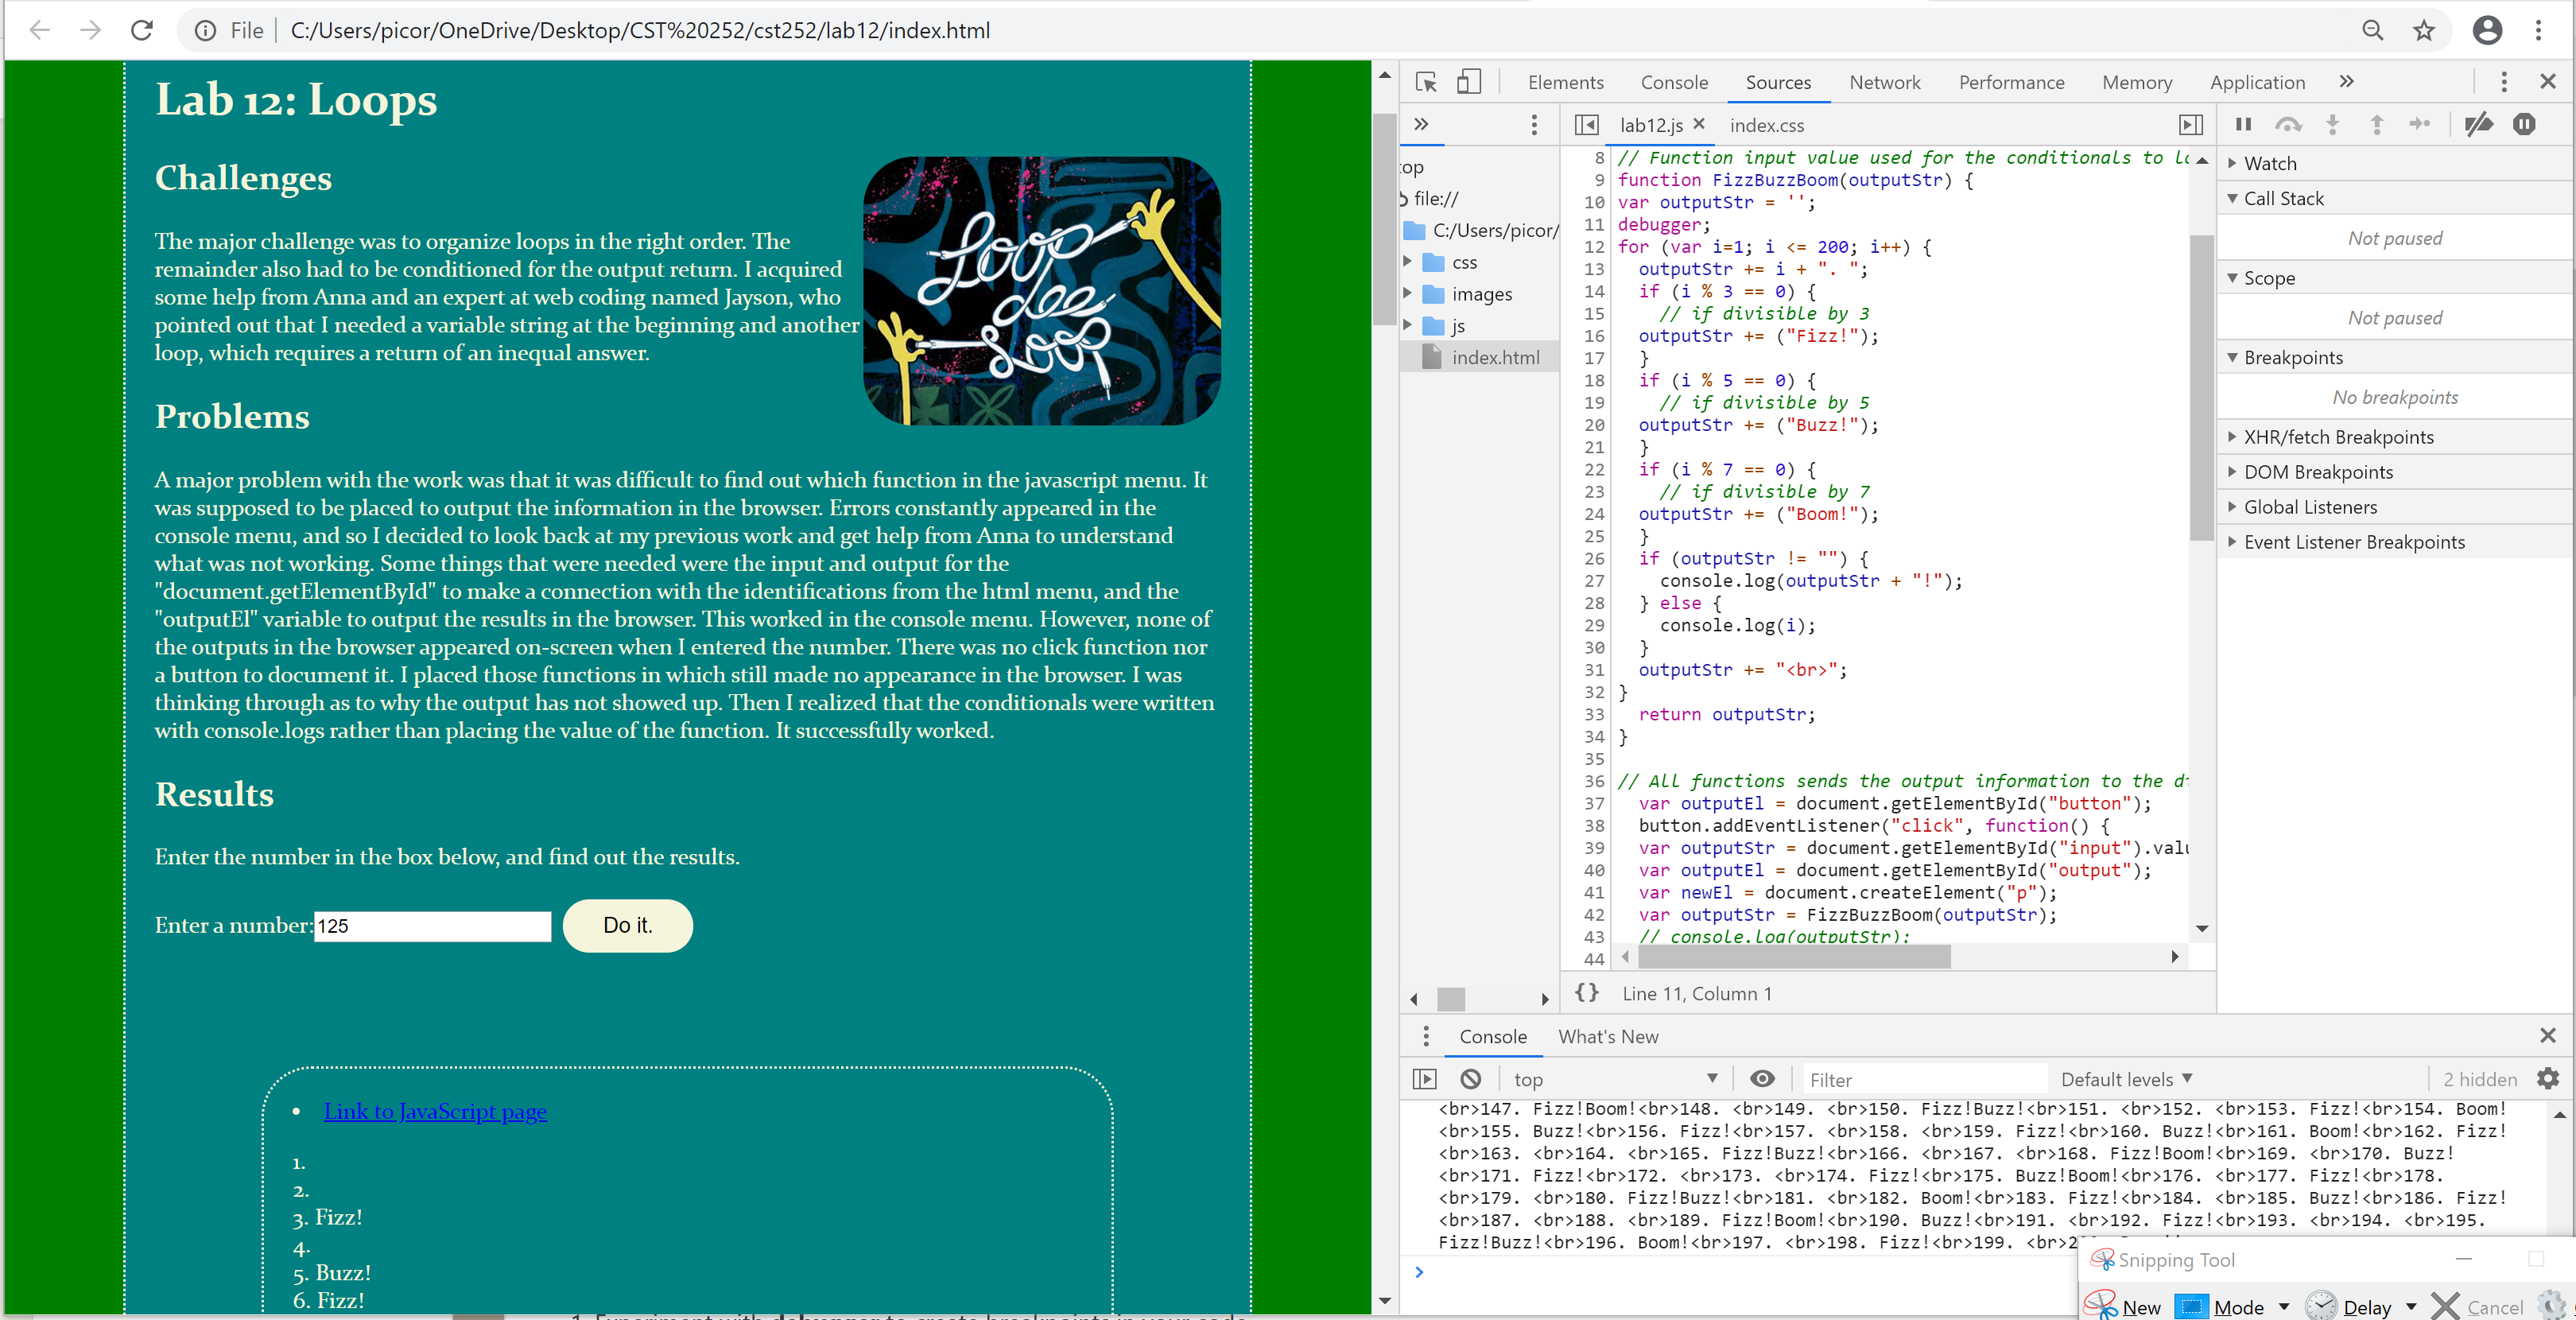 File C:/Users/picor/OneDrive/Desktop/CST%20252/cst252/lab12/index.html
Lab 12: Loops
Challenges
The major challenge was to organize loops in the right order. The
remainder also had to be conditioned for the output return. I acquired
some help from Anna and an expert at web coding named Jayson, who
pointed out that I needed a variable string at the beginning and another
loop, which requires a return of an inequal answer.
Loop
dee
Loop
Problems
A major problem with the work was that it was difficult to find out which function in the javascript menu. It
was supposed to be placed to output the information in the browser. Errors constantly appeared in the
console menu, and so I decided to look back at my previous work and get help from Anna to understand
what was not working. Some things that were needed were the input and output for the
"document.getElementById" to make a connection with the identifications from the html menu, and the
"outputEl" variable to output the results in the browser. This worked in the console menu. However, none of
the outputs in the browser appeared on-screen when I entered the number. There was no click function nor
a button to document it. I placed those functions in which still made no appearance in the browser. I was
thinking through as to why the output has not showed up. Then I realized that the conditionals were written
with console.logs rather than placing the value of the function. It successfully worked.
Results
Enter the number in the box below, and find out the results.
Enter a number: 125 Do it.
• Link to JavaScript page
1.
2.
3. Fizz!
4.
5. Buzz!
6. Fizz!
Elements Console Sources Network Performance Memory Application »
» lab12.js × index.css
top
file://
C:/Users/picor/
css
images
js
index.html
8 // Function input value used for the conditionals to
9 function FizzBuzzBoom(outputStr) {
10 var outputStr = '';
11 debugger;
12 for (var i=1; i <= 200; i++) {
13 outputStr += i + ". ";
14 if (i % 3 == 0) {
15 // if divisible by 3
16 outputStr += ("Fizz!");
17 }
18 if (i % 5 == 0) {
19 // if divisible by 5
20 outputStr += ("Buzz!");
21 }
22 if (i % 7 == 0) {
23 // if divisible by 7
24 outputStr += ("Boom!");
25 }
26 if (outputStr != "") {
27 console.log(outputStr + "!");
28 } else {
29 console.log(i);
30 }
31 outputStr += "<br>";
32 }
33 return outputStr;
34 }
35
36 // All functions sends the output information to the
37 var outputEl = document.getElementById("button");
38 button.addEventListener("click", function() {
39 var outputStr = document.getElementById("input").valu
40 var outputEl = document.getElementById("output");
41 var newEl = document.createElement("p");
42 var outputStr = FizzBuzzBoom(outputStr);
43 // console.log(outputStr);
44
{} Line 11, Column 1
Watch
Call Stack
Not paused
Scope
Not paused
Breakpoints
No breakpoints
XHR/fetch Breakpoints
DOM Breakpoints
Global Listeners
Event Listener Breakpoints
Console What's New
top Filter Default levels 2 hidden
<br>147. Fizz!Boom!<br>148. <br>149. <br>150. Fizz!Buzz!<br>151. <br>152. <br>153. Fizz!<br>154. Boom!
<br>155. Buzz!<br>156. Fizz!<br>157. <br>158. <br>159. Fizz!<br>160. Buzz!<br>161. Boom!<br>162. Fizz!
<br>163. <br>164. <br>165. Fizz!Buzz!<br>166. <br>167. <br>168. Fizz!Boom!<br>169. <br>170. Buzz!
<br>171. Fizz!<br>172. <br>173. <br>174. Fizz!<br>175. Buzz!Boom!<br>176. <br>177. Fizz!<br>178.
<br>179. <br>180. Fizz!Buzz!<br>181. <br>182. Boom!<br>183. Fizz!<br>184. <br>185. Buzz!<br>186. Fizz!
<br>187. <br>188. <br>189. Fizz!Boom!<br>190. Buzz!<br>191. <br>192. Fizz!<br>193. <br>194. <br>195.
Fizz!Buzz!<br>196. Boom!<br>197. <br>198. Fizz!<br>199. <br>2
>
Snipping Tool
New Mode Delay Cancel
1. Experiment with debugger to create breakpoints in your code